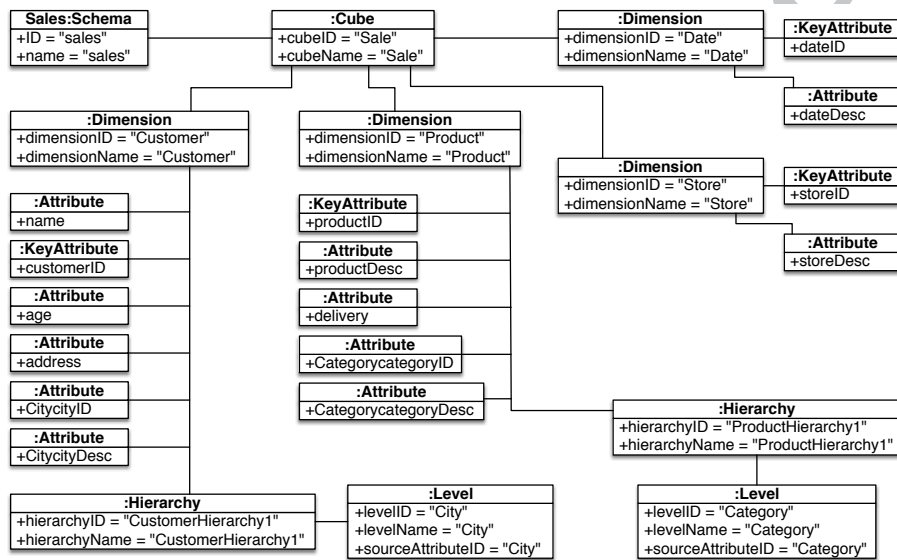 Sales:Schema
+ID = "sales"
+name = "sales"
:Cube
+cubeID = "Sale"
+cubeName = "Sale"
:Dimension
+dimensionID = "Date"
+dimensionName = "Date"
:KeyAttribute
+dateID
:Attribute
+dateDesc
:Dimension
+dimensionID = "Customer"
+dimensionName = "Customer"
:Dimension
+dimensionID = "Product"
+dimensionName = "Product"
:Dimension
+dimensionID = "Store"
+dimensionName = "Store"
:KeyAttribute
+storeID
:Attribute
+storeDesc
:Attribute
+name
:KeyAttribute
+customerID
:Attribute
+age
:Attribute
+address
:Attribute
+CitycityID
:Attribute
+CitycityDesc
:KeyAttribute
+productID
:Attribute
+productDesc
:Attribute
+delivery
:Attribute
+CategorycategoryID
:Attribute
+CategorycategoryDesc
:Hierarchy
+hierarchyID = "ProductHierarchy1"
+hierarchyName = "ProductHierarchy1"
:Hierarchy
+hierarchyID = "CustomerHierarchy1"
+hierarchyName = "CustomerHierarchy1"
:Level
+levelID = "City"
+levelName = "City"
+sourceAttributeID = "City"
:Level
+levelID = "Category"
+levelName = "Category"
+sourceAttributeID = "Category"